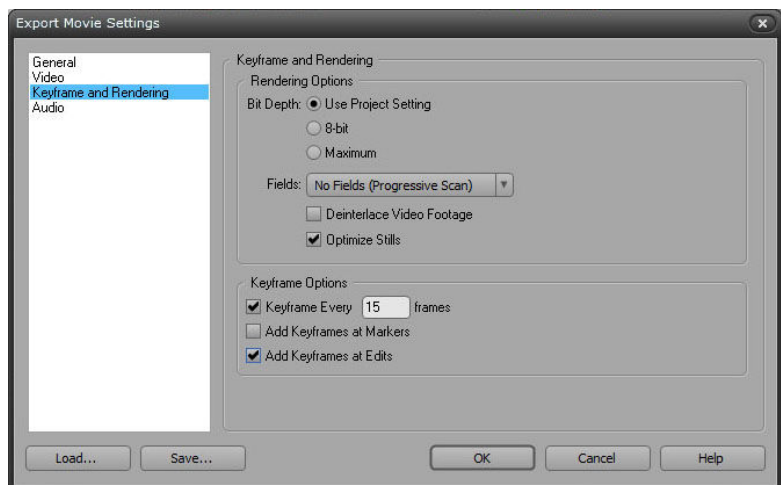 Export Movie Settings
General
Video
Keyframe and Rendering
Audio
Keyframe and Rendering
Rendering Options
Bit Depth: Use Project Setting
8-bit
Maximum
Fields: No Fields (Progressive Scan)
Deinterlace Video Footage
Optimize Stills
Keyframe Options
Keyframe Every 15 frames
Add Keyframes at Markers
Add Keyframes at Edits
Load... Save... OK Cancel Help